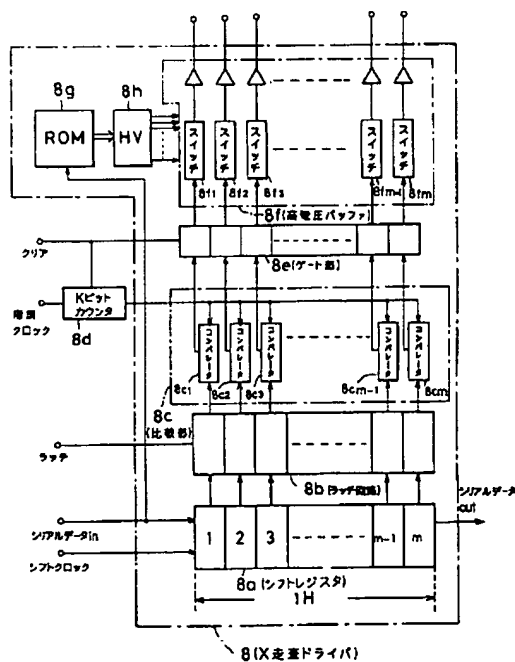 8g
8h
ROM
HV
スイッチ
スイッチ
スイッチ
スイッチ
スイッチ
8f1
8f2
8f3
8fm-1
8fm
8f(高電圧バッファ)
クリア
8e(ゲート部)
Kビット
カウンタ
階調
クロック
8d
コンパレータ
コンパレータ
コンパレータ
コンパレータ
コンパレータ
8c1
8c2
8c3
8cm-1
8cm
8c
(比較部)
ラッチ
8b(ラッチ回路)
シリアルデータ
out
シリアルデータin
シフトクロック
1
2
3
m-1
m
8a(シフトレジスタ)
1H
8(X走査ドライバ)